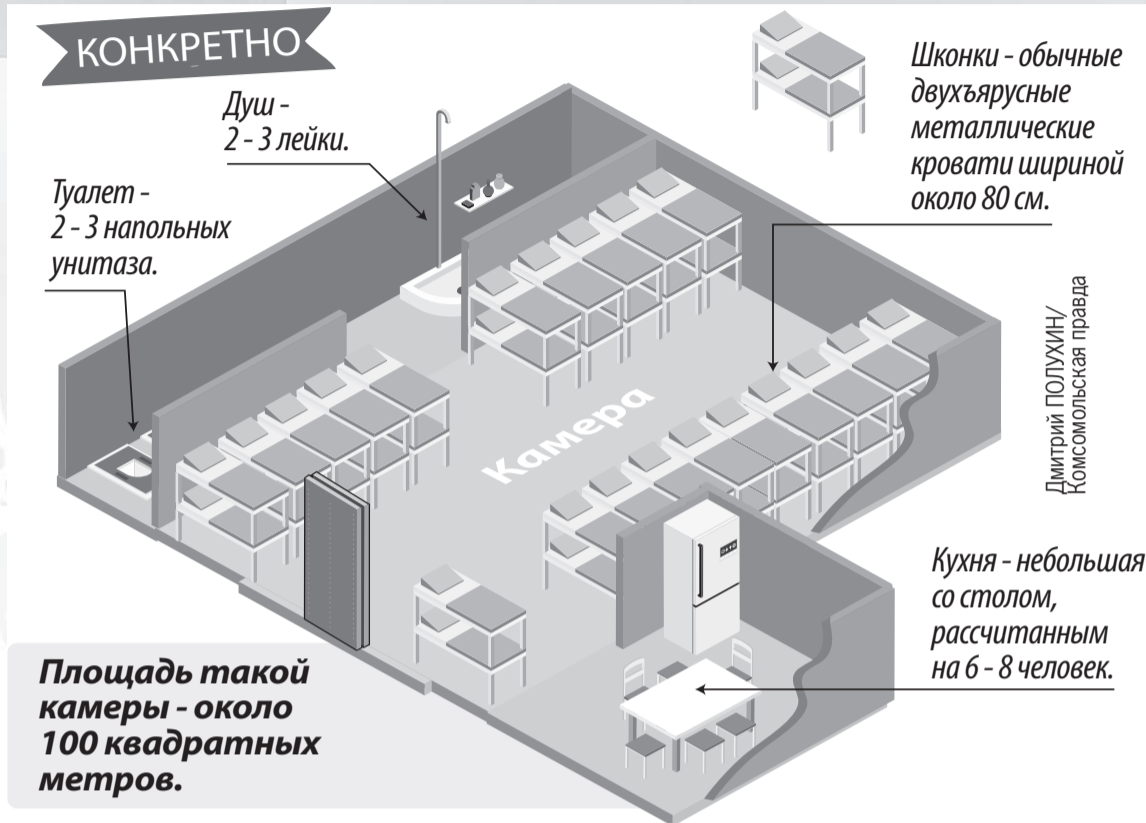 КОНКРЕТНО
Душ -
2 - 3 лейки.
Туалет -
2 - 3 напольных
унитаза.
Шконки - обычные
двухъярусные
металлические
кровати шириной
около 80 см.
Дмитрий ПОЛУХИН/
Комсомольская правда
Камера
Кухня - небольшая
со столом,
рассчитанным
на 6 - 8 человек.
Площадь такой
камеры - около
100 квадратных
метров.